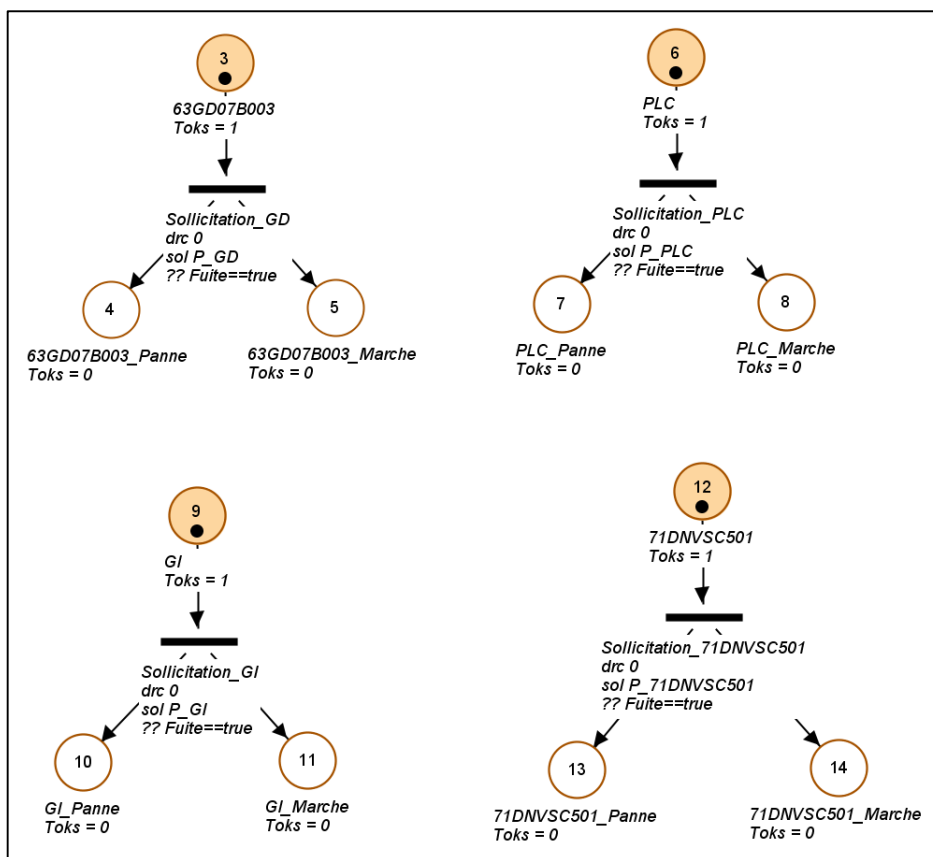 3
63GD07B003
Toks = 1
Sollicitation_GD
drc 0
sol P_GD
?? Fuite==true
4
5
63GD07B003_Panne
Toks = 0
63GD07B003_Marche
Toks = 0
6
PLC
Toks = 1
Sollicitation_PLC
drc 0
sol P_PLC
?? Fuite==true
7
8
PLC_Panne
Toks = 0
PLC_Marche
Toks = 0
9
GI
Toks = 1
Sollicitation_GI
drc 0
sol P_GI
?? Fuite==true
10
11
GI_Panne
Toks = 0
GI_Marche
Toks = 0
12
71DNVSC501
Toks = 1
Sollicitation_71DNVSC501
drc 0
sol P_71DNVSC501
?? Fuite==true
13
14
71DNVSC501_Panne
Toks = 0
71DNVSC501_Marche
Toks = 0